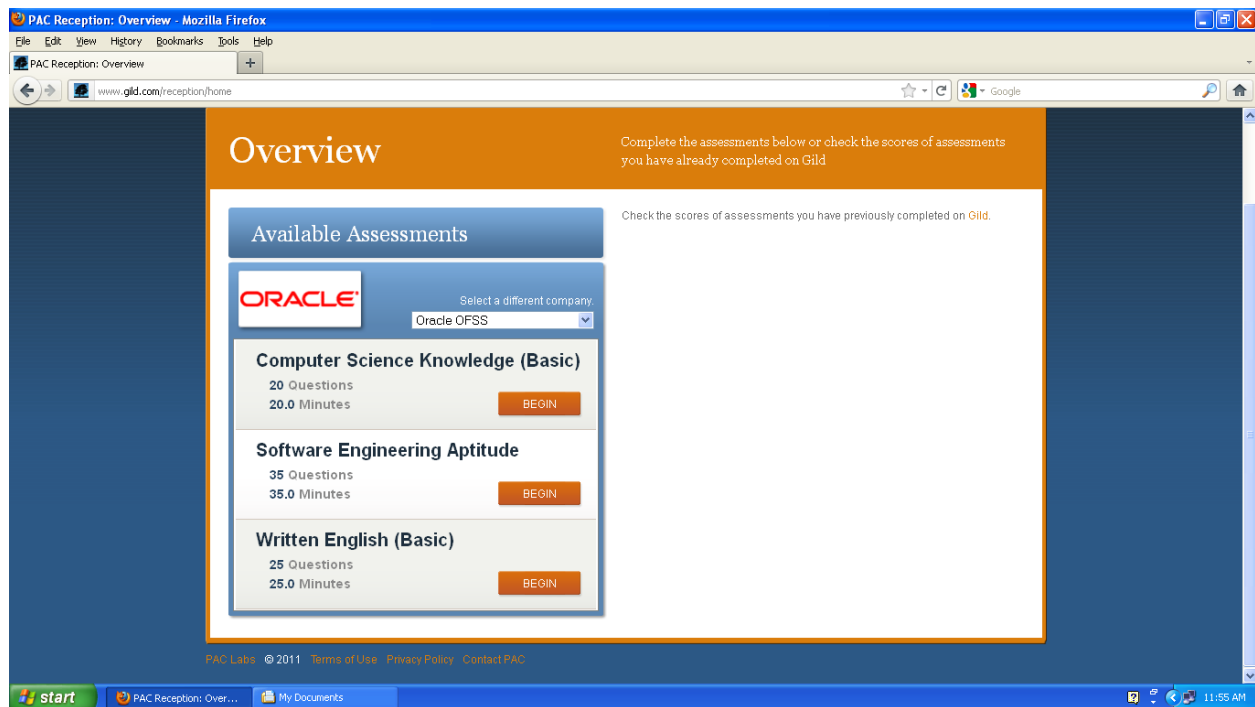 PAC Reception: Overview - Mozilla Firefox
File Edit View History Bookmarks Tools Help
PAC Reception: Overview +
www.gild.com/reception/home Google
Overview
Complete the assessments below or check the scores of assessments
you have already completed on Gild
Available Assessments
Check the scores of assessments you have previously completed on Gild.
ORACLE
Select a different company.
Oracle OFSS
Computer Science Knowledge (Basic)
20 Questions
20.0 Minutes BEGIN
Software Engineering Aptitude
35 Questions
35.0 Minutes BEGIN
Written English (Basic)
25 Questions
25.0 Minutes BEGIN
PAC Labs © 2011 Terms of Use Privacy Policy Contact PAC
start PAC Reception: Over... My Documents 11:55 AM